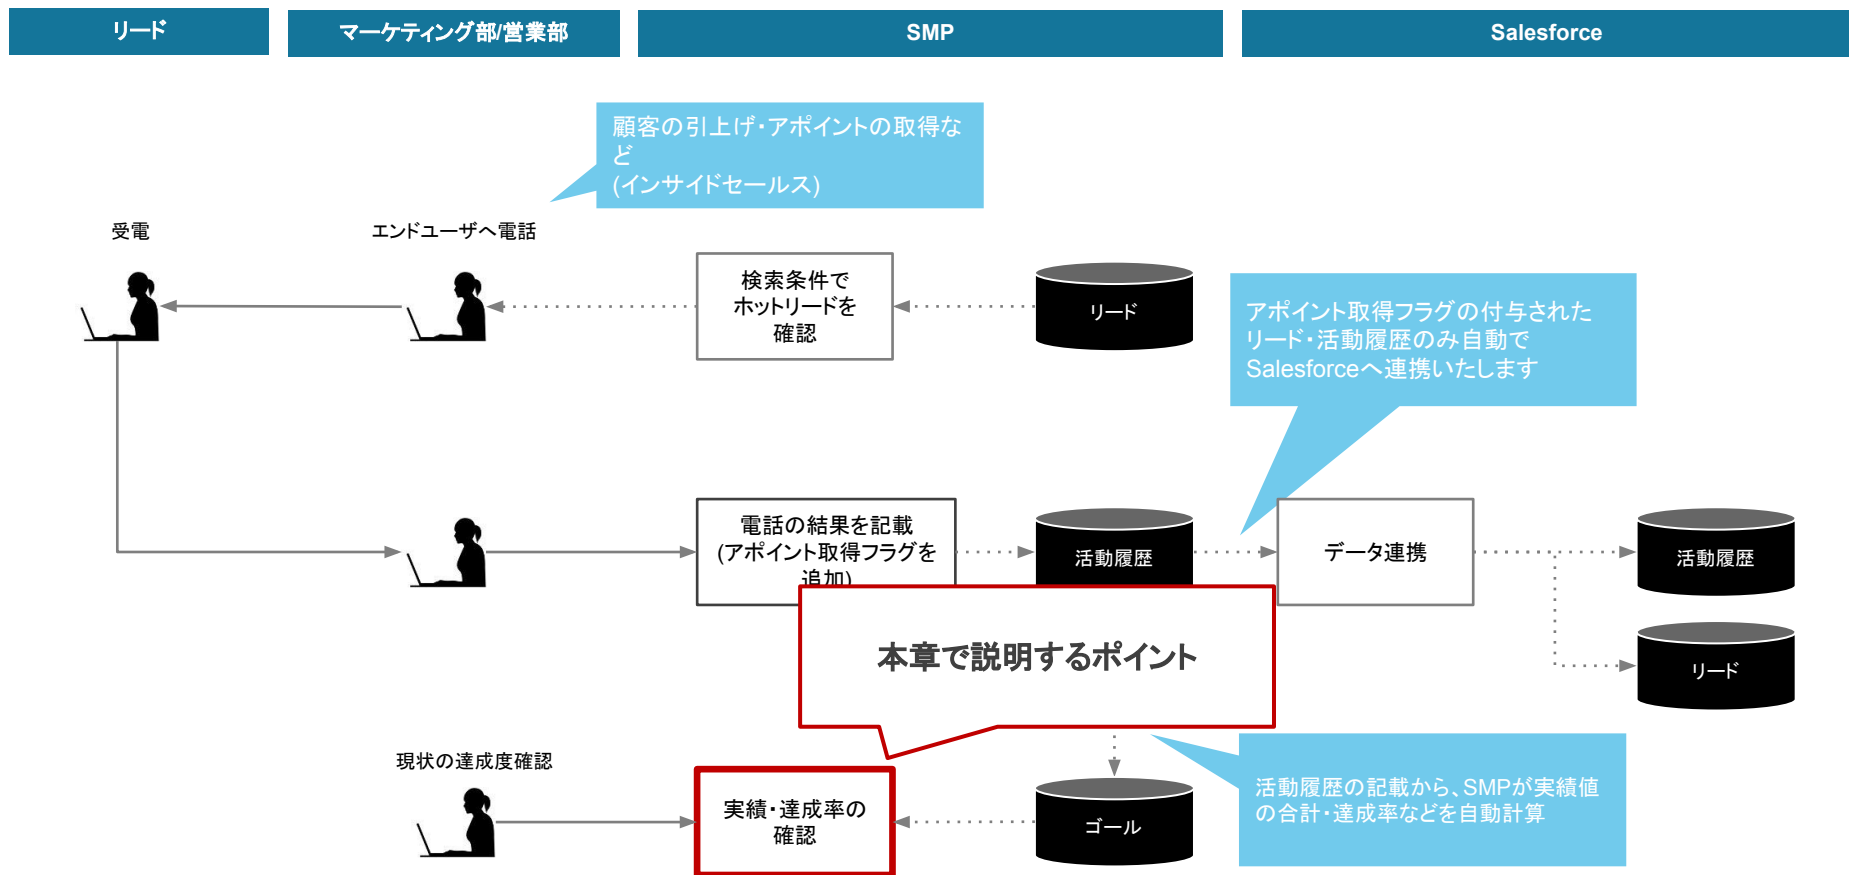 リード
マーケティング部/営業部
SMP
Salesforce
顧客の引上げ・アポイントの取得な
ど
(インサイドセールス)
受電
エンドユーザへ電話
検索条件で
ホットリードを
確認
リード
アポイント取得フラグの付与された
リード・活動履歴のみ自動で
Salesforceへ連携いたします
電話の結果を記載
(アポイント取得フラグを
追加)
活動履歴
データ連携
活動履歴
本章で説明するポイント
リード
現状の達成度確認
実績・達成率の
確認
ゴール
活動履歴の記載から、SMPが実績値
の合計・達成率などを自動計算